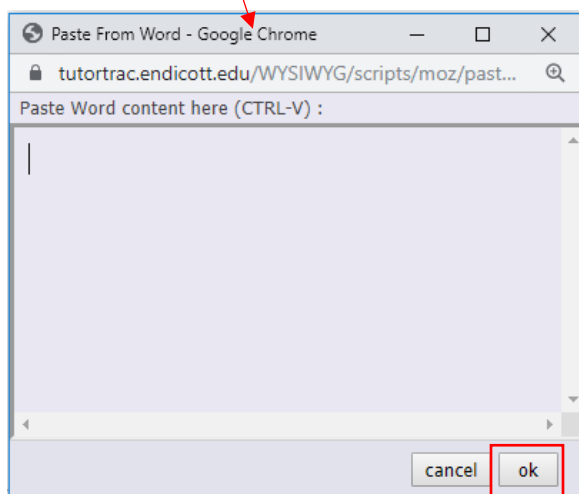 Paste From Word - Google Chrome
tutortrac.endicott.edu/WYSIWYG/scripts/moz/past...
Paste Word content here (CTRL-V) :
cancel ok